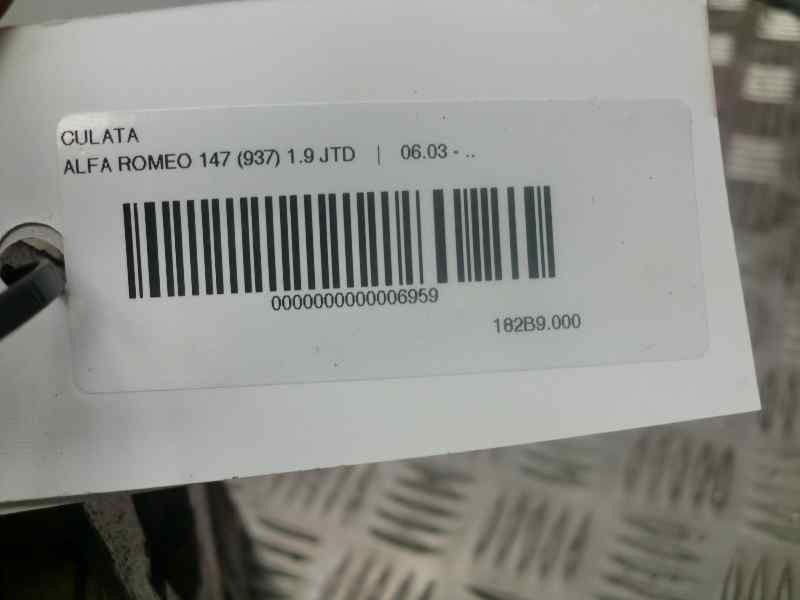 CULATA
ALFA ROMEO 147 (937) 1.9 JTD | 06.03 - ..
0000000000006959
182B9.000